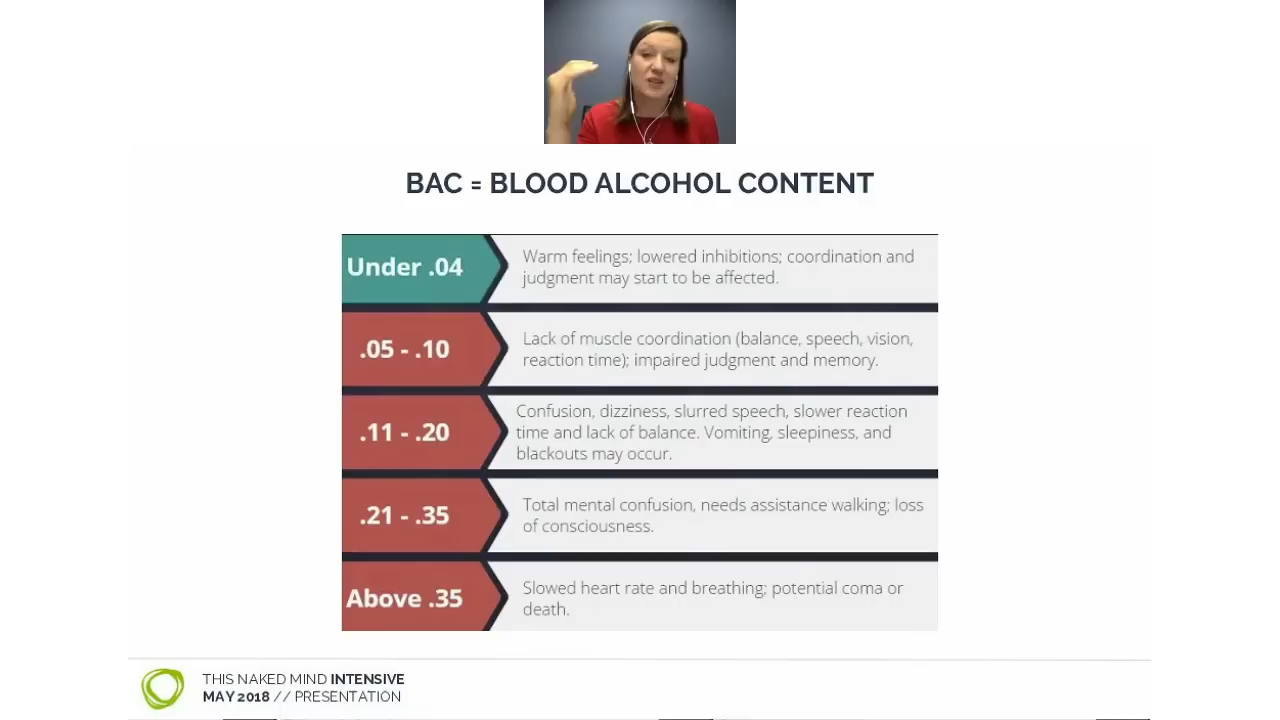 BAC = BLOOD ALCOHOL CONTENT
Under .04
Warm feelings; lowered inhibitions; coordination and
judgment may start to be affected.
.05 - .10
Lack of muscle coordination (balance, speech, vision,
reaction time); impaired judgment and memory.
.11 - .20
Confusion, dizziness, slurred speech, slower reaction
time and lack of balance. Vomiting, sleepiness, and
blackouts may occur.
.21 - .35
Total mental confusion, needs assistance walking; loss
of consciousness.
Above .35
Slowed heart rate and breathing; potential coma or
death.
THIS NAKED MIND INTENSIVE
MAY 2018 // PRESENTATION